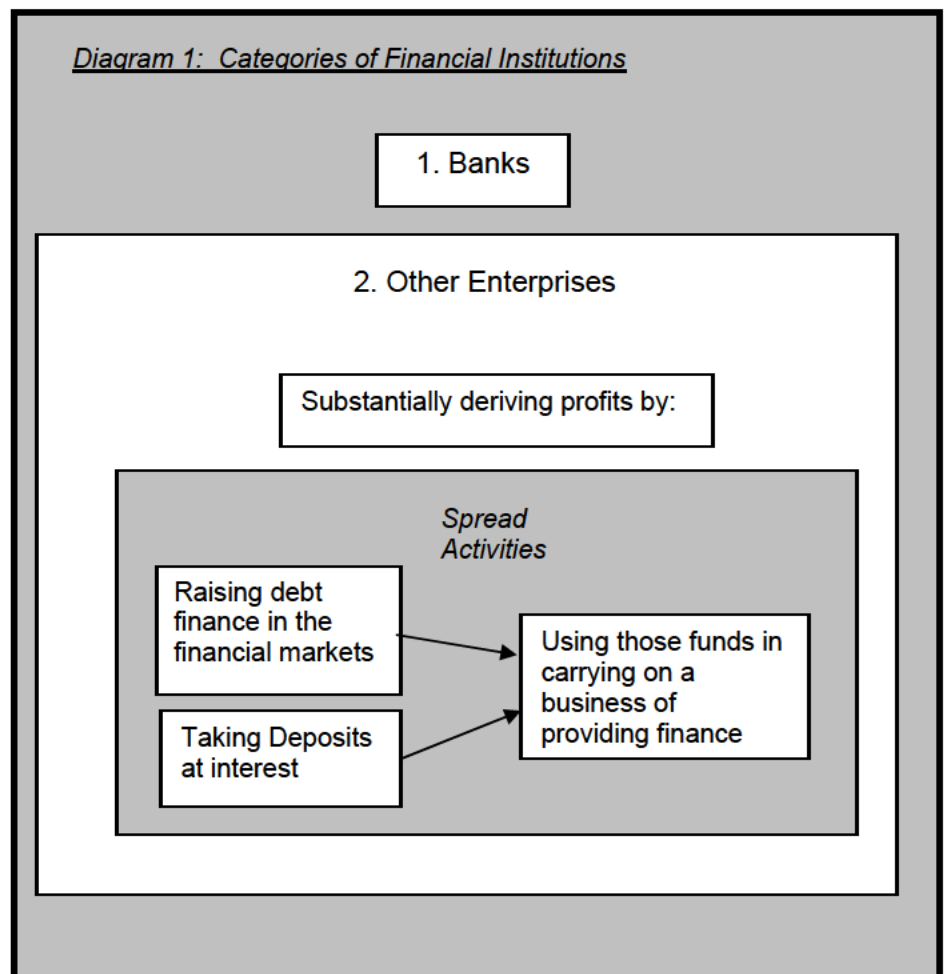 Diagram 1:  Categories of Financial Institutions
1. Banks
2. Other Enterprises
Substantially deriving profits by:
Spread
Activities
Raising debt
finance in the
financial markets
Taking Deposits
at interest
Using those funds in
carrying on a
business of
providing finance